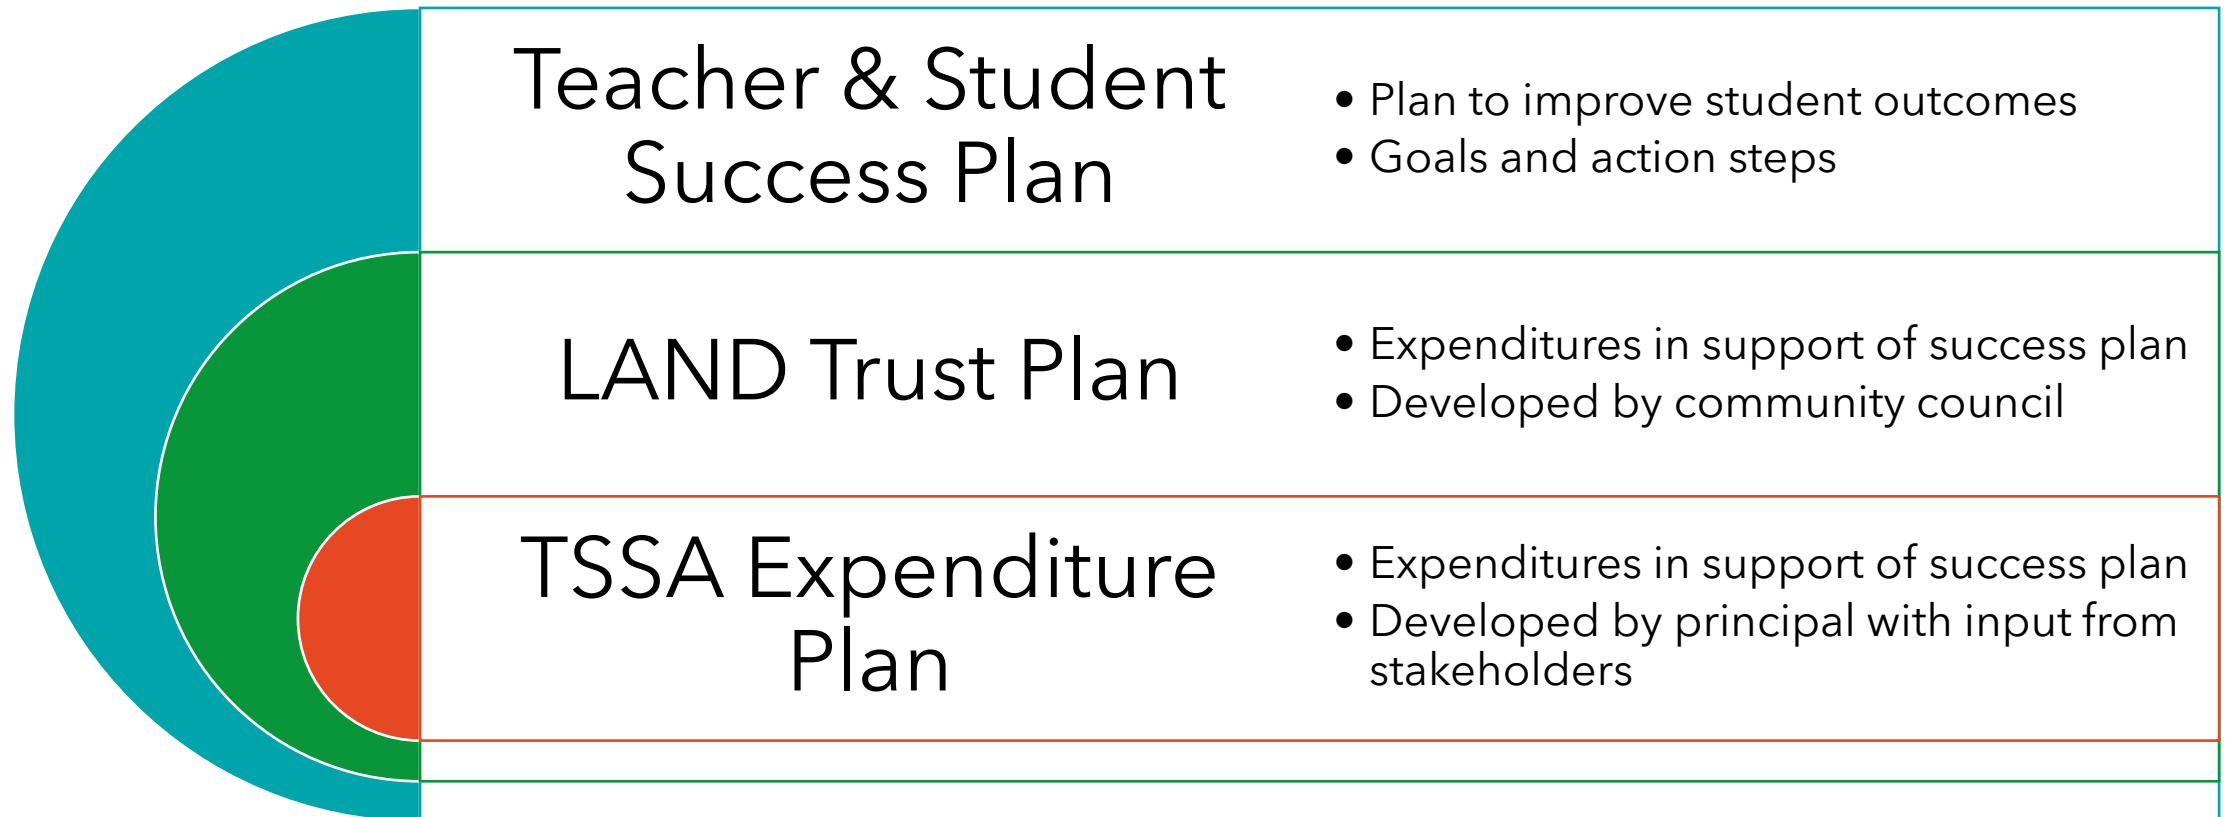 Teacher & Student
Success Plan
• Plan to improve student outcomes
• Goals and action steps
LAND Trust Plan
• Expenditures in support of success plan
• Developed by community council
TSSA Expenditure
Plan
• Expenditures in support of success plan
• Developed by principal with input from
stakeholders